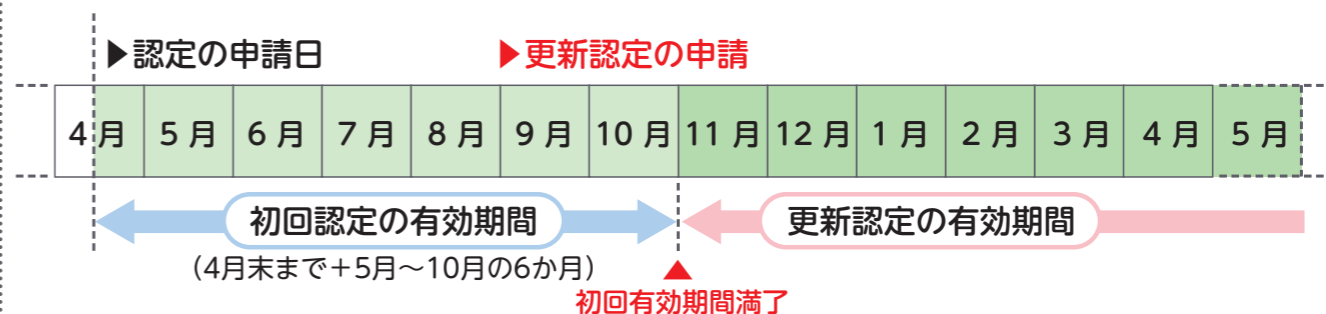 ▶認定の申請日 ▶更新認定の申請
4月 5月 6月 7月 8月 9月 10月 11月 12月 1月 2月 3月 4月 5月
初回認定の有効期間 更新認定の有効期間
（4月末まで＋5月～10月の6か月）
初回有効期間満了